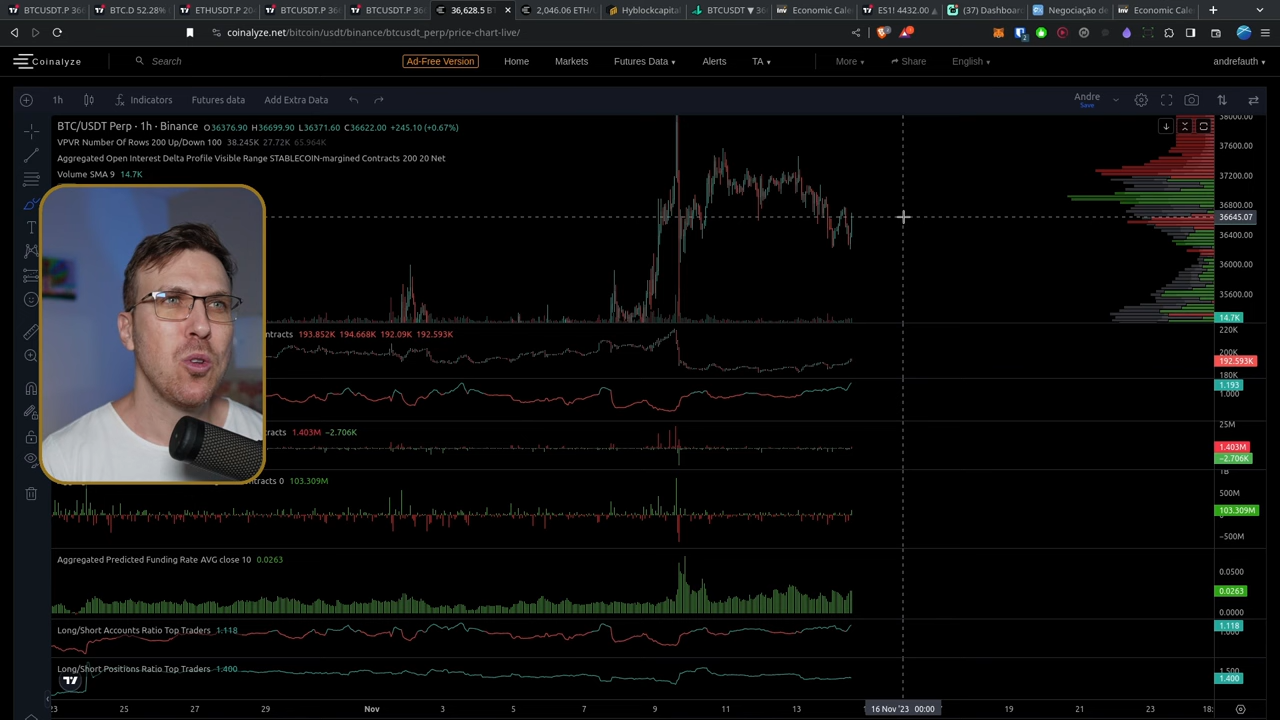 BTCUSDT.P 36
BTC.D 52.28%
ETHUSDT.P 20
BTCUSDT.P 36
BTCUSDT.P 36
36,628.5 B
2,046.06 ETH/U
Hyblockcapital
BTCUSDT ▼ 36
Economic Cale
ES1! 4432.00
(37) Dashboar
Negociação de
Economic Cale
coinalyze.net/bitcoin/usdt/binance/btcusdt_perp/price-chart-live/
Coinalyze
Search
Ad-Free Version
Home
Markets
Futures Data
Alerts
TA
More
Share
English
andrefauth
1h
Indicators
Futures data
Add Extra Data
Andre
Save
BTC/USDT Perp · 1h · Binance O36376.90 H36699.90 L36371.60 C36622.00 +245.10 (+0.67%)
VPVR Number Of Rows 200 Up/Down 100 38.245K 27.72K 65.964K
Aggregated Open Interest Delta Profile Visible Range STABLECOIN-margined Contracts 200 20 Net
Volume SMA 9 14.7K
38000.00
37600.00
37200.00
36800.00
36645.07
36400.00
36000.00
35600.00
14.7K
ntracts 193.852K 194.668K 192.09K 192.593K
220K
200K
192.593K
180K
1.193
1.000
racts 1.403M −2.706K
25M
1.403M
−2.706K
ontracts 0 103.309M
1B
500M
103.309M
−500M
Aggregated Predicted Funding Rate AVG close 10 0.0263
0.0500
0.0263
0.0000
Long/Short Accounts Ratio Top Traders 1.118
1.118
1.000
Long/Short Positions Ratio Top Traders 1.400
1.500
1.400
23
25
27
29
Nov
3
5
7
9
11
13
16 Nov '23 00:00
19
21
23
18: